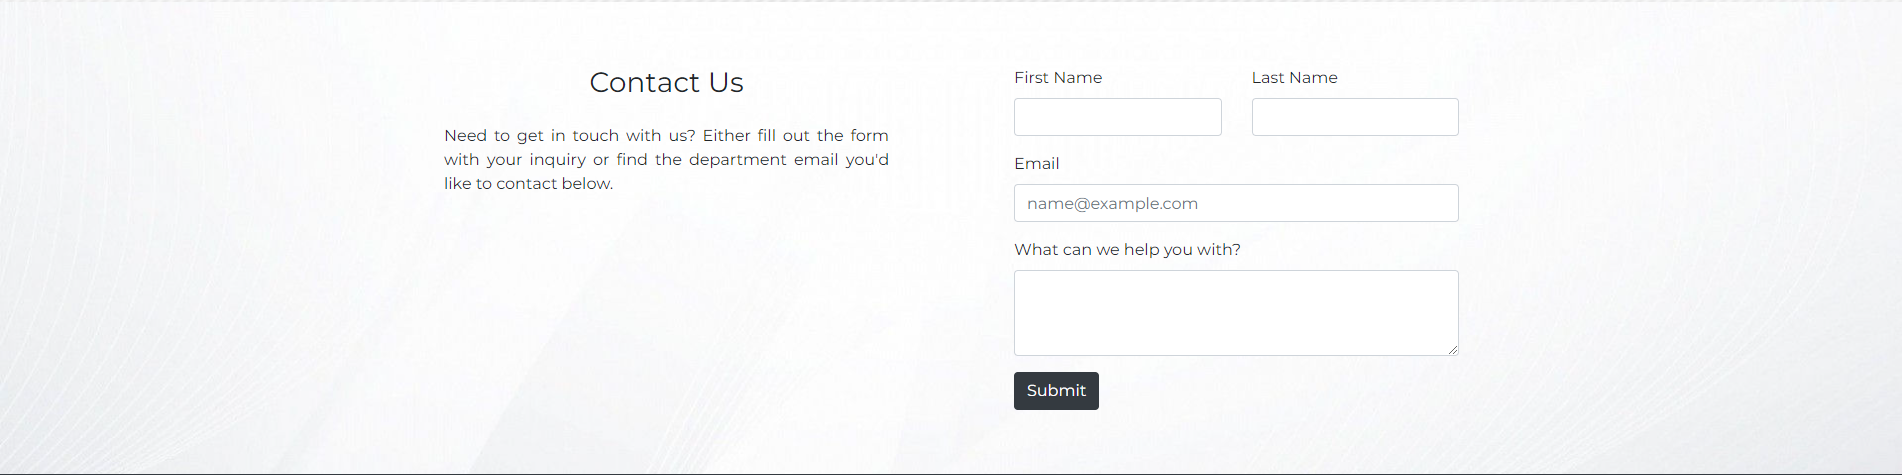 Contact Us
Need to get in touch with us? Either fill out the form
with your inquiry or find the department email you'd
like to contact below.
First Name
Last Name
Email
name@example.com
What can we help you with?
Submit